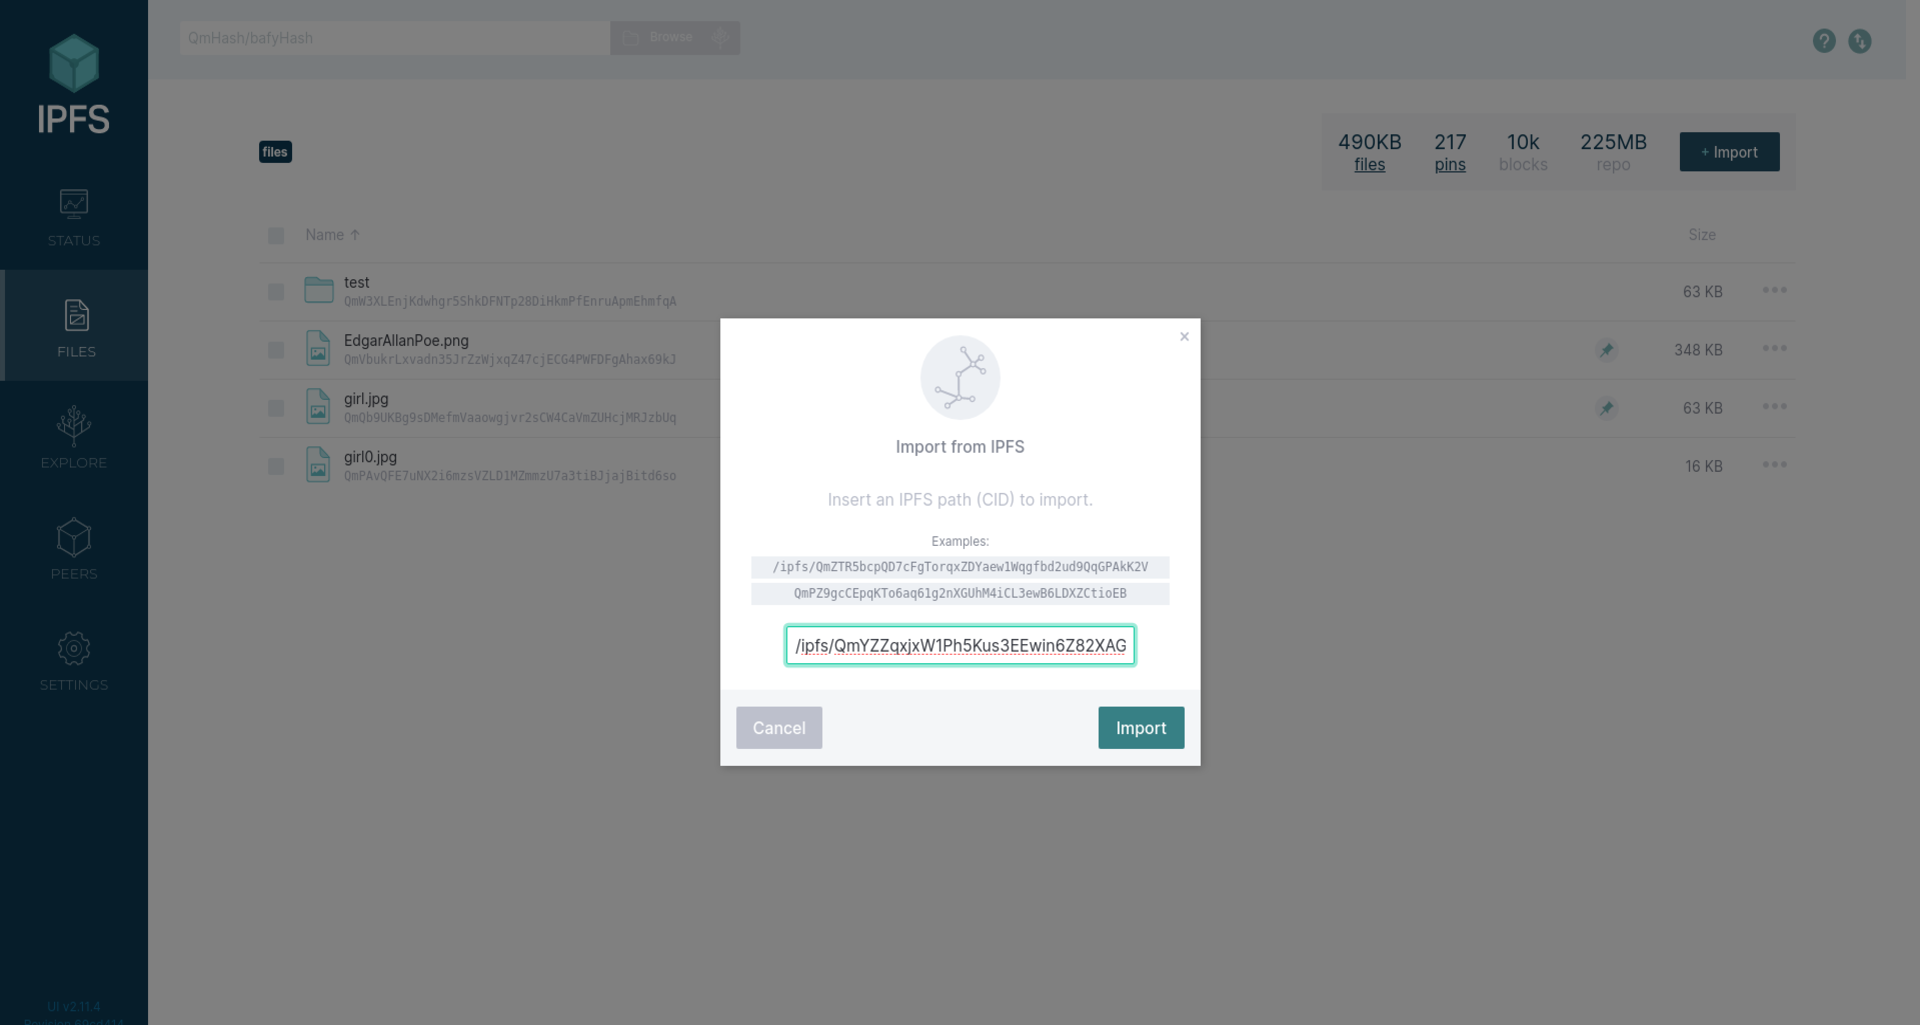 QmHash/bafyHash
Browse
IPFS
STATUS
FILES
EXPLORE
PEERS
SETTINGS
UI v2.11.4
files
490KB
files
217
pins
10k
blocks
225MB
repo
+ Import
Name ↑
Size
test
QmW3XLEnjKdwhgr5ShkDFNTp28DiHkmPfEnruApmEhmfqA
63 KB
EdgarAllanPoe.png
QmVbukrLxvadn35JrZzWjxqZ47cjECG4PWFDFgAhax69kJ
348 KB
girl.jpg
QmQb9UKBg9sDMefmVaaowgjvr2sCW4CaVmZUHcjMRJzbUq
63 KB
girl0.jpg
QmPAvQFE7uNX2i6mzsVZLD1MZmmzU7a3tiBJjajBitd6so
16 KB
×
Import from IPFS
Insert an IPFS path (CID) to import.
Examples:
/ipfs/QmZTR5bcpQD7cFgTorqxZDYaew1Wqgfbd2ud9QqGPAkK2V
QmPZ9gcCEpqKTo6aq61g2nXGUhM4iCL3ewB6LDXZCtioEB
/ipfs/QmYZZqxjxW1Ph5Kus3EEwin6Z82XAG
Cancel
Import